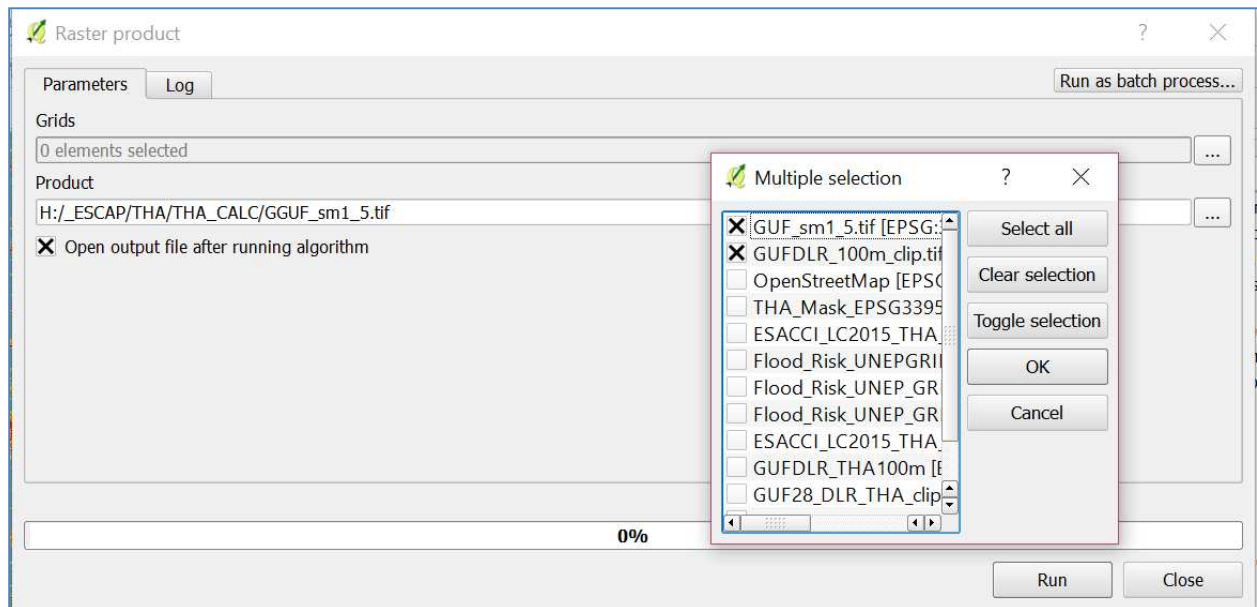 Raster product
?
Parameters
Log
Run as batch process...
Grids
0 elements selected
...
Product
H:/_ESCAP/THA/THA_CALC/GGUF_sm1_5.tif
...
Open output file after running algorithm
Multiple selection
?
GUF_sm1_5.tif [EPSG:
GUFDLR_100m_clip.tif
OpenStreetMap [EPSG
THA_Mask_EPSG3395
ESACCI_LC2015_THA_
Flood_Risk_UNEPGRI
Flood_Risk_UNEP_GR
Flood_Risk_UNEP_GR
ESACCI_LC2015_THA_
GUFDLR_THA100m [E
GUF28_DLR_THA_clip
Select all
Clear selection
Toggle selection
OK
Cancel
0%
Run
Close